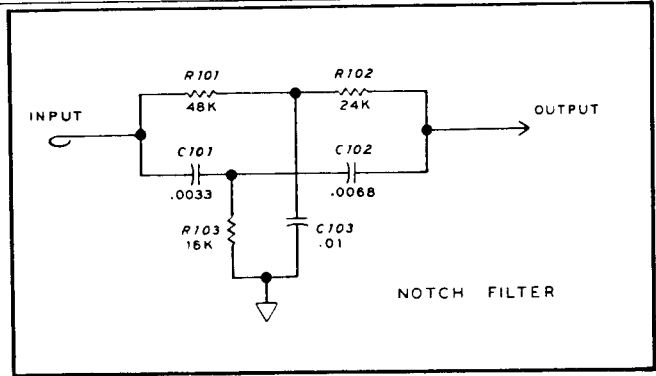 R101
R102
48K
24K
INPUT
OUTPUT
C101
C102
.0033
.0068
R103
16K
C103
.01
NOTCH FILTER